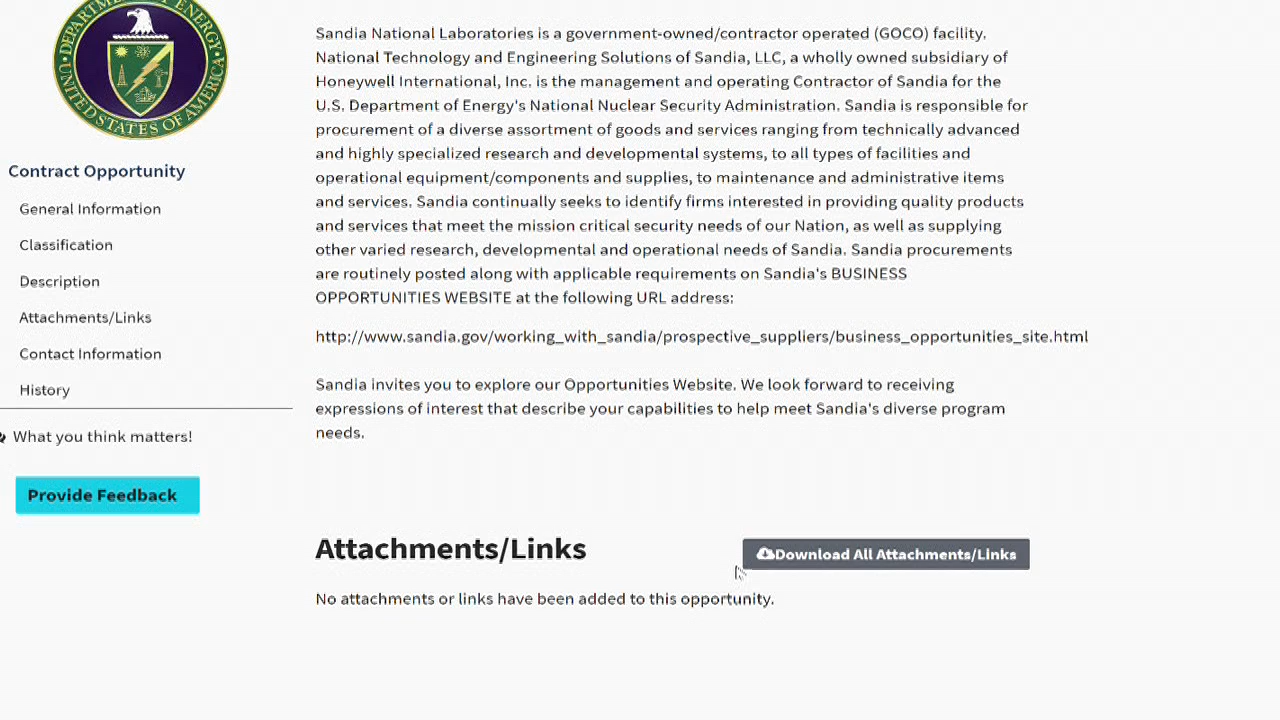 DEPARTMENT OF ENERGY
UNITED STATES OF AMERICA
Contract Opportunity
General Information
Classification
Description
Attachments/Links
Contact Information
History
What you think matters!
Provide Feedback
Sandia National Laboratories is a government-owned/contractor operated (GOCO) facility.
National Technology and Engineering Solutions of Sandia, LLC, a wholly owned subsidiary of
Honeywell International, Inc. is the management and operating Contractor of Sandia for the
U.S. Department of Energy's National Nuclear Security Administration. Sandia is responsible for
procurement of a diverse assortment of goods and services ranging from technically advanced
and highly specialized research and developmental systems, to all types of facilities and
operational equipment/components and supplies, to maintenance and administrative items
and services. Sandia continually seeks to identify firms interested in providing quality products
and services that meet the mission critical security needs of our Nation, as well as supplying
other varied research, developmental and operational needs of Sandia. Sandia procurements
are routinely posted along with applicable requirements on Sandia's BUSINESS
OPPORTUNITIES WEBSITE at the following URL address:
http://www.sandia.gov/working_with_sandia/prospective_suppliers/business_opportunities_site.html
Sandia invites you to explore our Opportunities Website. We look forward to receiving
expressions of interest that describe your capabilities to help meet Sandia's diverse program
needs.
Attachments/Links
Download All Attachments/Links
No attachments or links have been added to this opportunity.